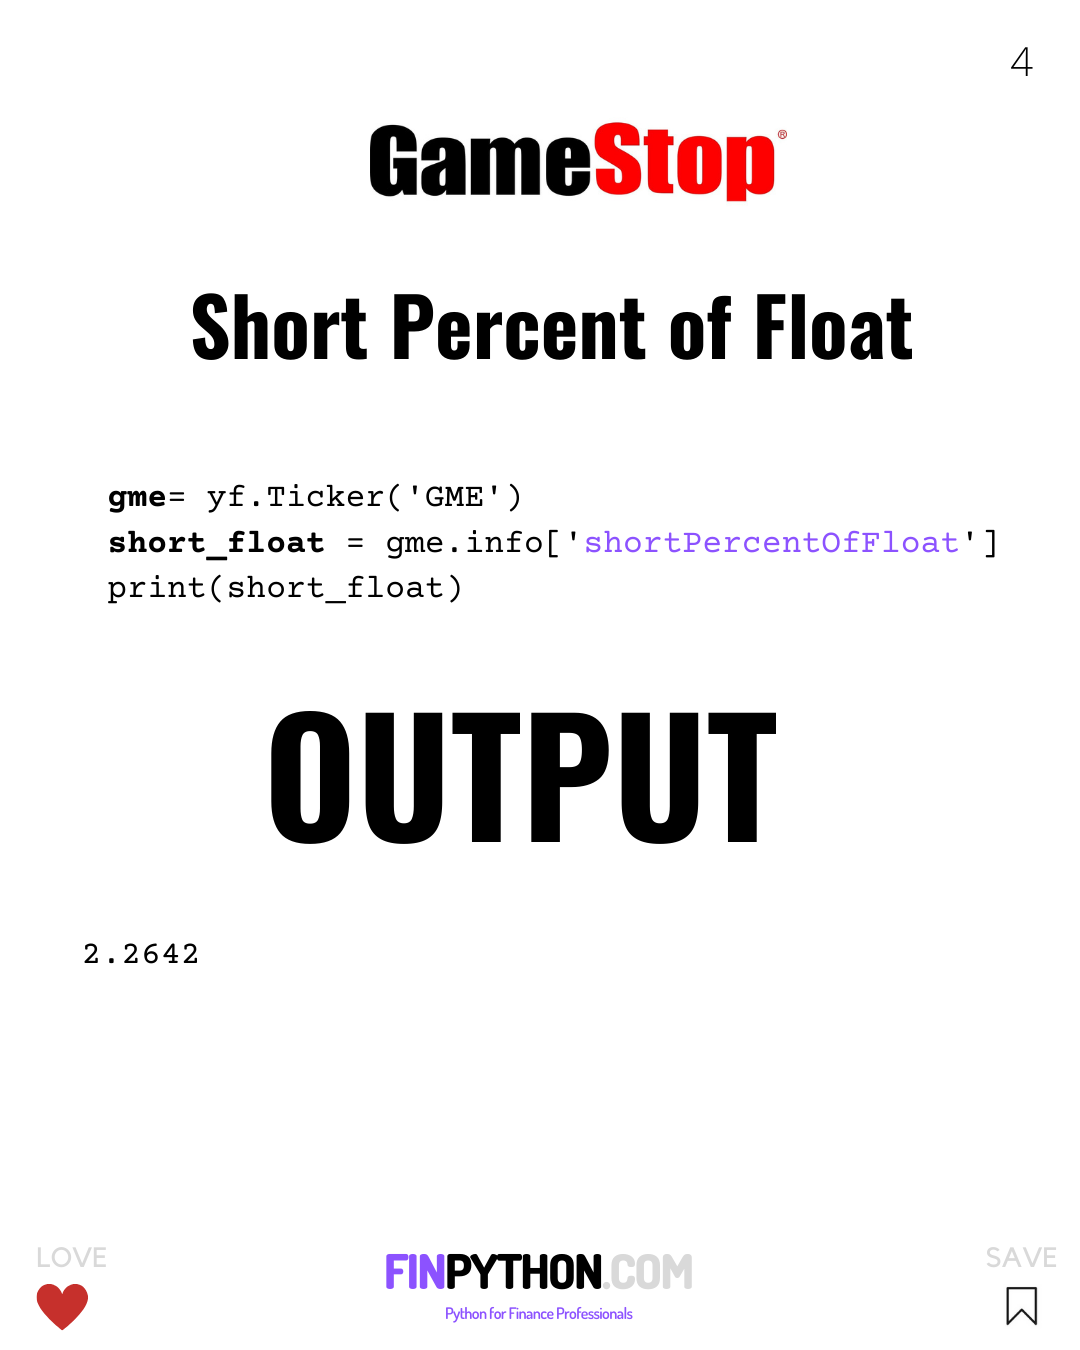 4
GameStop®
Short Percent of Float
gme= yf.Ticker('GME')
short_float = gme.info['shortPercentOfFloat']
print(short_float)
OUTPUT
2.2642
LOVE
FINPYTHON.COM
SAVE
Python for Finance Professionals